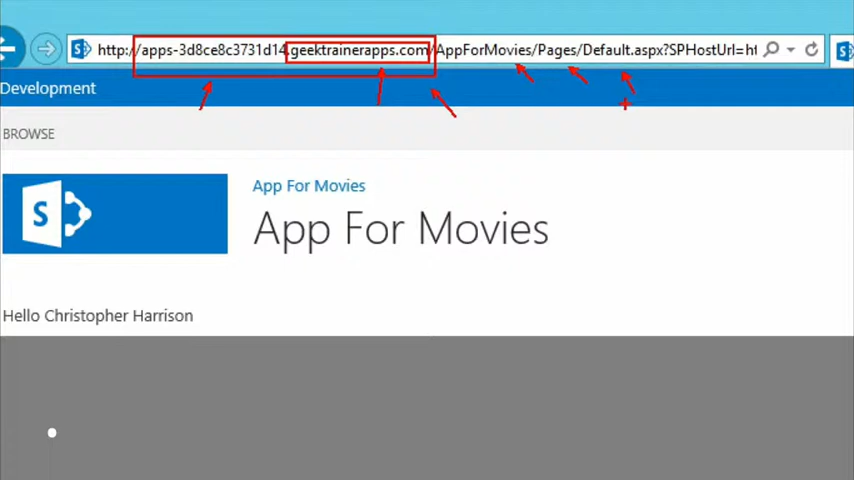 http://apps-3d8ce8c3731d14.geektrainerapps.com/AppForMovies/Pages/Default.aspx?SPHostUrl=ht
Development
BROWSE
S
App For Movies
App For Movies
Hello Christopher Harrison